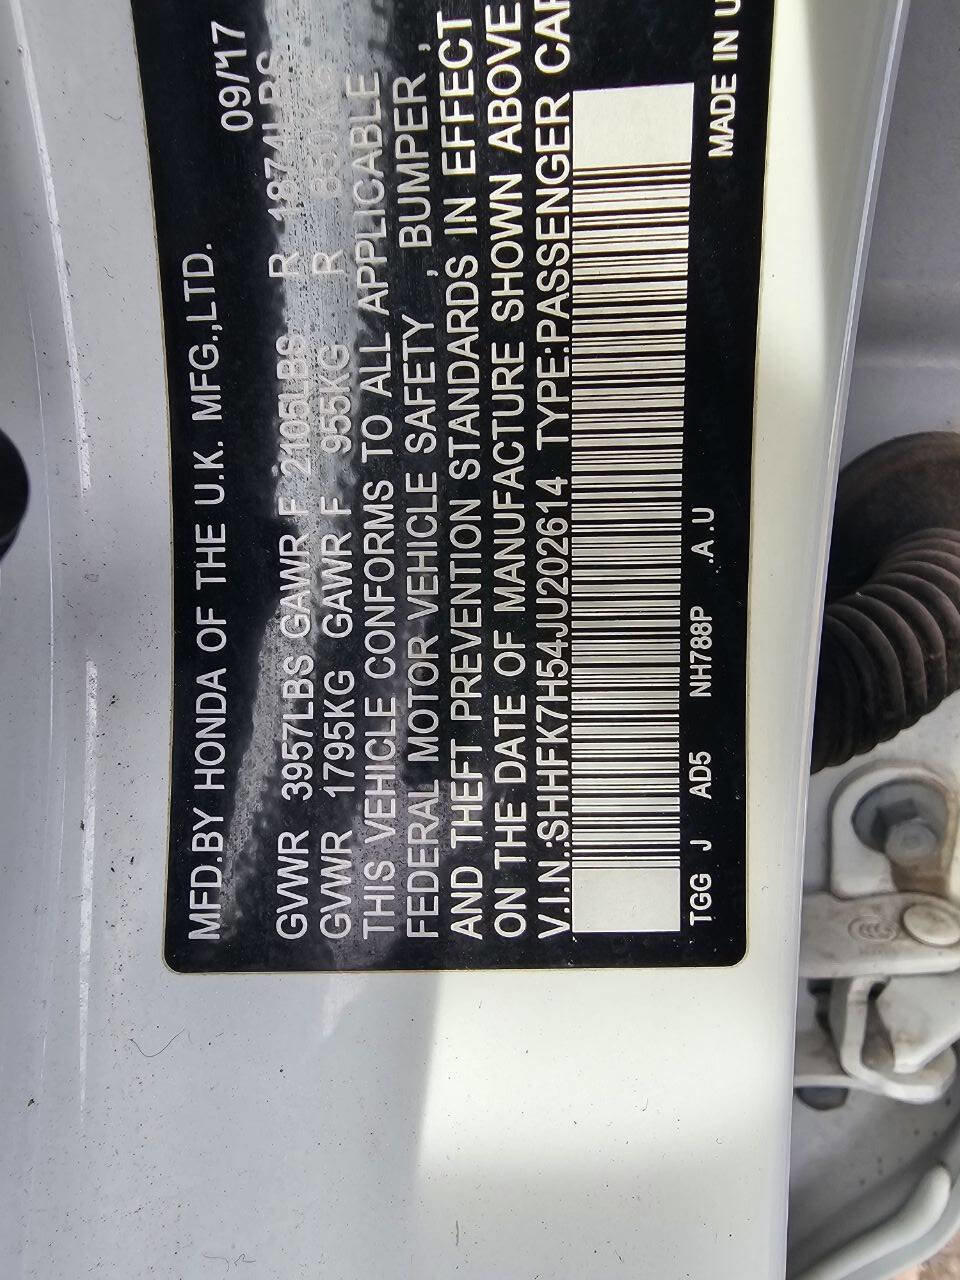 MFD.BY HONDA OF THE U.K. MFG.,LTD. 09/17
GVWR 3957LBS GAWR F 2105LBS R 1874LBS
GVWR 1795KG GAWR F 955KG R 850KG
THIS VEHICLE CONFORMS TO ALL APPLICABLE
FEDERAL MOTOR VEHICLE SAFETY , BUMPER ,
AND THEFT PREVENTION STANDARDS IN EFFECT
ON THE DATE OF MANUFACTURE SHOWN ABOVE
V.I.N.:SHHFK7H54JU202614 TYPE:PASSENGER CAR
TGG J AD5 NH788P .A.U MADE IN U